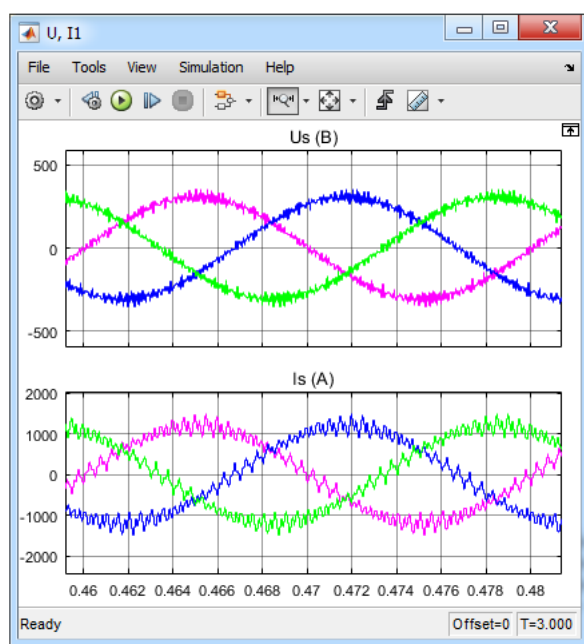 U, I1
File Tools View Simulation Help
Us (B)
500
0
-500
Is (A)
2000
1000
0
-1000
-2000
0.46 0.462 0.464 0.466 0.468 0.47 0.472 0.474 0.476 0.478 0.48
Ready Offset=0 T=3.000